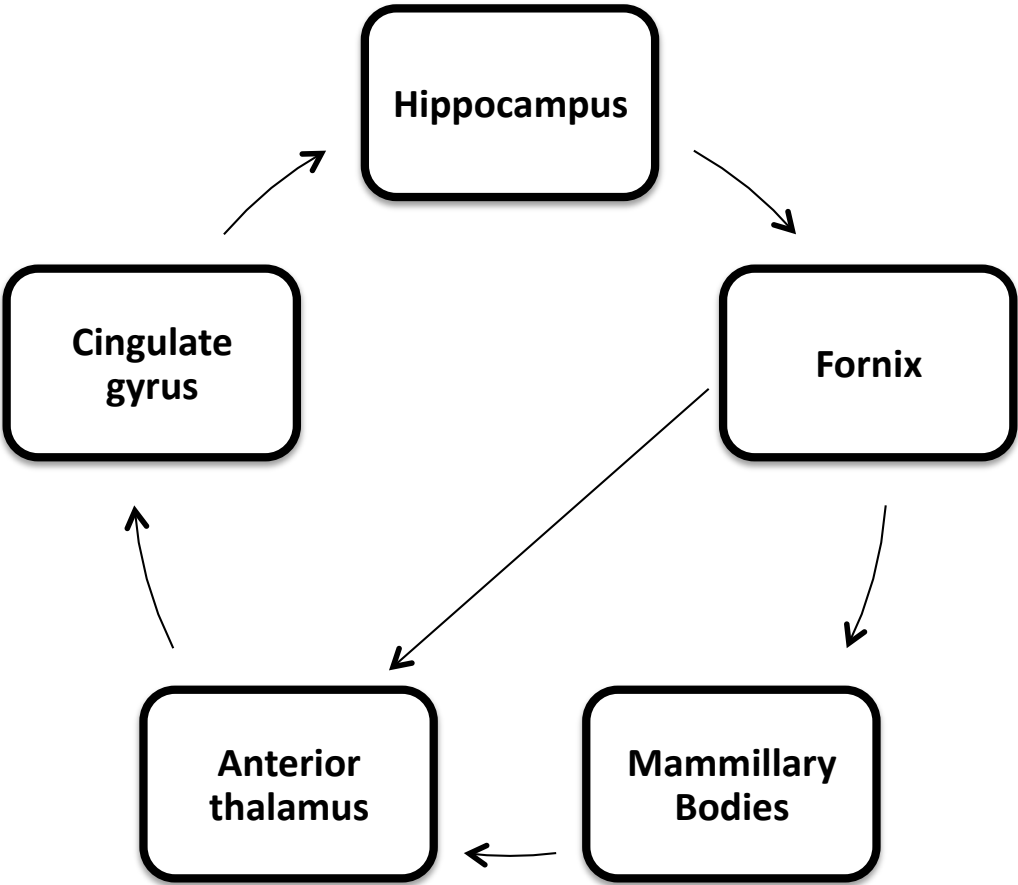 Hippocampus
Fornix
Mammillary
Bodies
Anterior
thalamus
Cingulate
gyrus